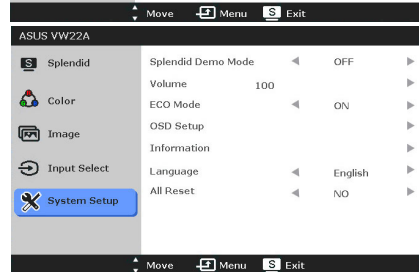 Move Menu S Exit
ASUS VW22A
S Splendid
Color
Image
Input Select
System Setup
Splendid Demo Mode OFF
Volume 100
ECO Mode ON
OSD Setup
Information
Language English
All Reset NO
Move Menu S Exit